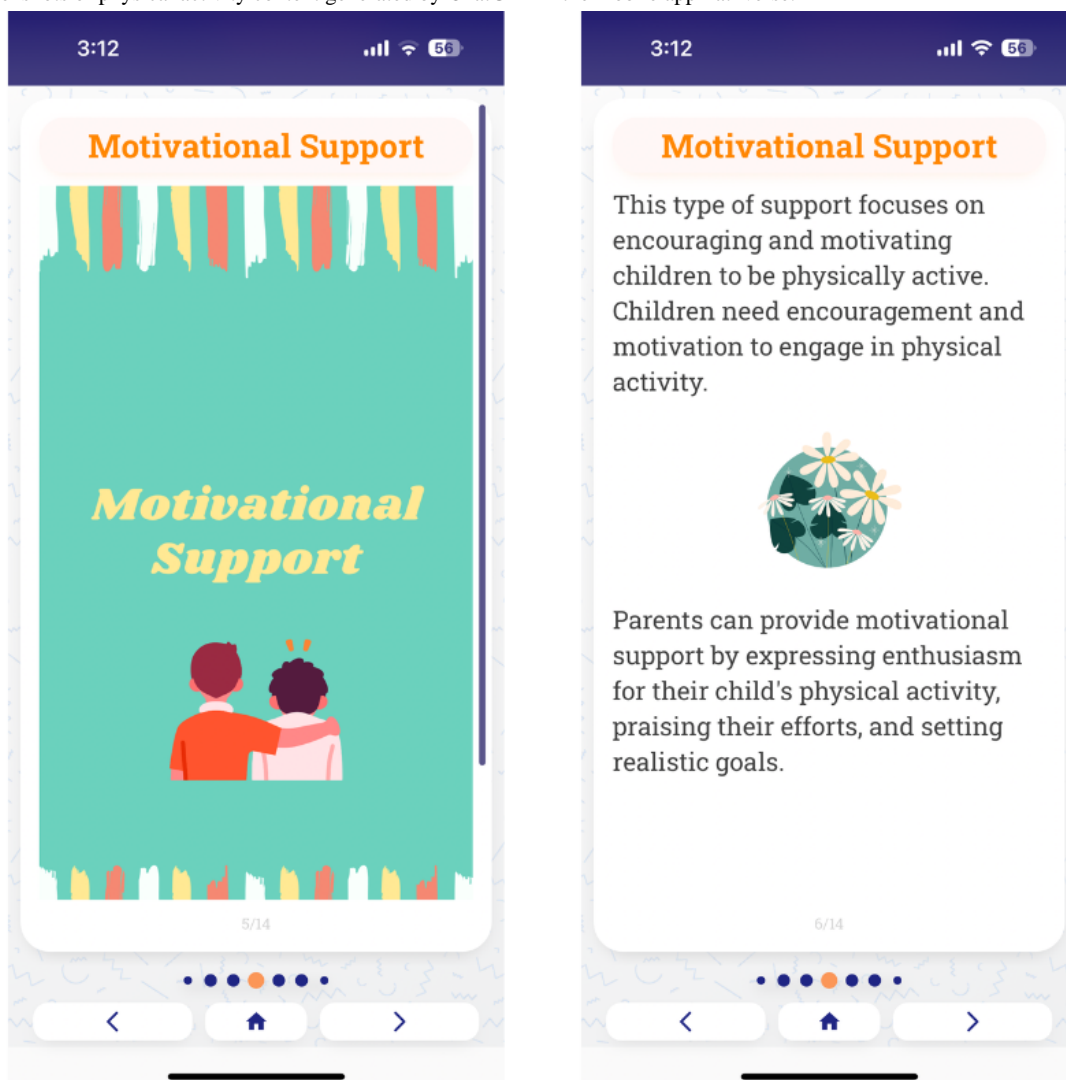 3:12
56
Motivational Support
Motivational
Support
5/14
3:12
56
Motivational Support
This type of support focuses on
encouraging and motivating
children to be physically active.
Children need encouragement and
motivation to engage in physical
activity.
Parents can provide motivational
support by expressing enthusiasm
for their child's physical activity,
praising their efforts, and setting
realistic goals.
6/14